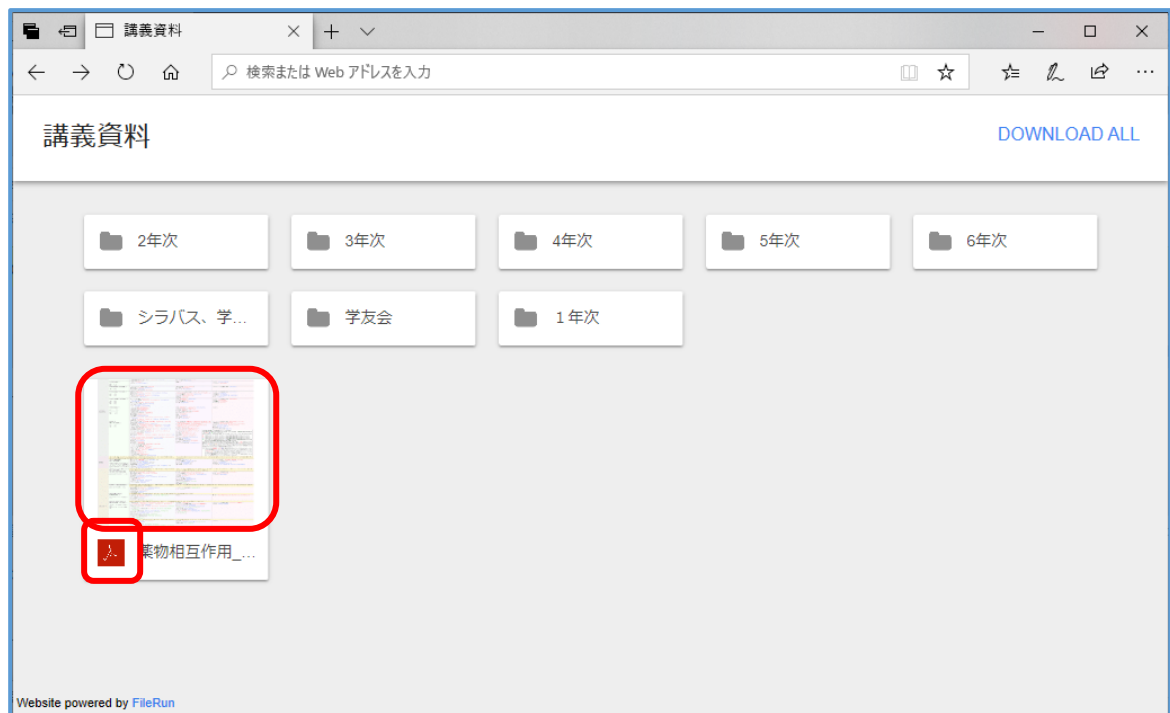 講義資料
検索または Web アドレスを入力
講義資料
DOWNLOAD ALL
2年次
3年次
4年次
5年次
6年次
シラバス、学...
学友会
1年次
薬物相互作用_...
Website powered by FileRun